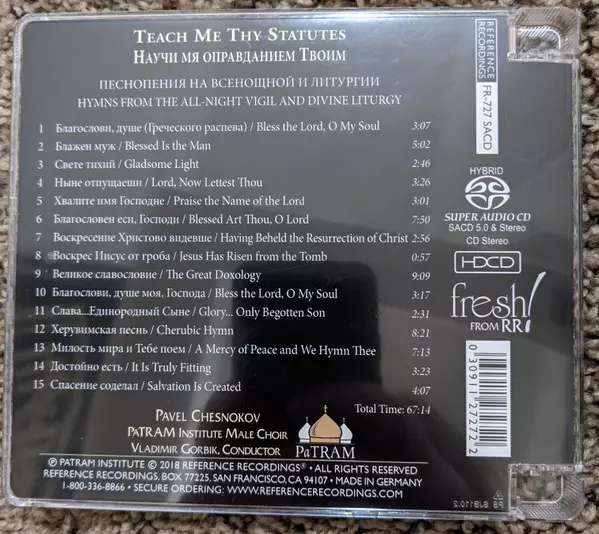 TEACH ME THY STATUTES
НАУЧИ МЯ ОПРАВДАНИЕМ ТВОИМ
ПЕСНОПЕНИЯ НА ВСЕНОЩНОЙ И ЛИТУРГИИ
HYMNS FROM THE ALL-NIGHT VIGIL AND DIVINE LITURGY
1 Благослови, душе (Греческого распева) / Bless the Lord, O My Soul 3:07
2 Блажен муж / Blessed Is the Man 5:02
3 Свете тихий / Gladsome Light 2:46
4 Ныне отпущаеши / Lord, Now Lettest Thou 3:26
5 Хвалите имя Господне / Praise the Name of the Lord 3:01
6 Благословен еси, Господи / Blessed Art Thou, O Lord 7:50
7 Воскресение Христово видевше / Having Beheld the Resurrection of Christ 2:56
8 Воскрес Иисус от гроба / Jesus Has Risen from the Tomb 0:57
9 Великое славословие / The Great Doxology 9:09
10 Благослови, душе моя, Господа / Bless the Lord, O My Soul 3:17
11 Слава...Единородный Сыне / Glory... Only Begotten Son 2:31
12 Херувимская песнь / Cherubic Hymn 8:21
13 Милость мира и Тебе поем / A Mercy of Peace and We Hymn Thee 7:13
14 Достойно есть / It Is Truly Fitting 3:23
15 Спасение соделал / Salvation Is Created 4:07
Total Time: 67:14
PAVEL CHESNOKOV
PATRAM INSTITUTE MALE CHOIR
VLADIMIR GORBIK, CONDUCTOR
PaTRAM
℗ PATRAM INSTITUTE © 2018 REFERENCE RECORDINGS® • ALL RIGHTS RESERVED
REFERENCE RECORDINGS, BOX 77225, SAN FRANCISCO, CA 94107 • MADE IN GERMANY
1-800-336-8866 • SECURE ORDERING: WWW.REFERENCERECORDINGS.COM
REFERENCE
RECORDINGS
FR-727 SACD
HYBRID
SUPER AUDIO CD
SACD 5.0 & Stereo
CD Stereo
HDCD
fresh!
FROM RR!
0 30911 27272 2